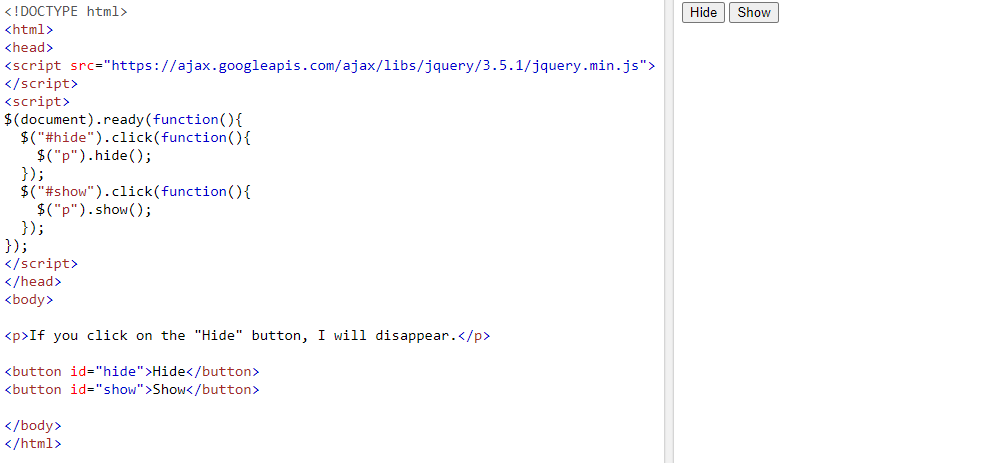 <!DOCTYPE html>
<html>
<head>
<script src="https://ajax.googleapis.com/ajax/libs/jquery/3.5.1/jquery.min.js">
</script>
<script>
$(document).ready(function(){
  $("#hide").click(function(){
    $("p").hide();
  });
  $("#show").click(function(){
    $("p").show();
  });
});
</script>
</head>
<body>

<p>If you click on the "Hide" button, I will disappear.</p>

<button id="hide">Hide</button>
<button id="show">Show</button>

</body>
</html>
Hide Show